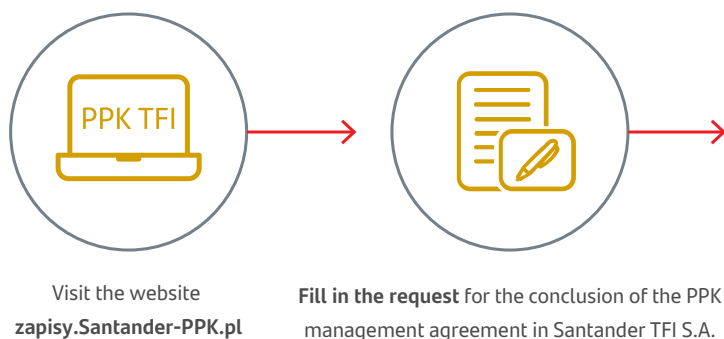 PPK TFI
Visit the website
zapisy.Santander-PPK.pl
Fill in the request for the conclusion of the PPK
management agreement in Santander TFI S.A.